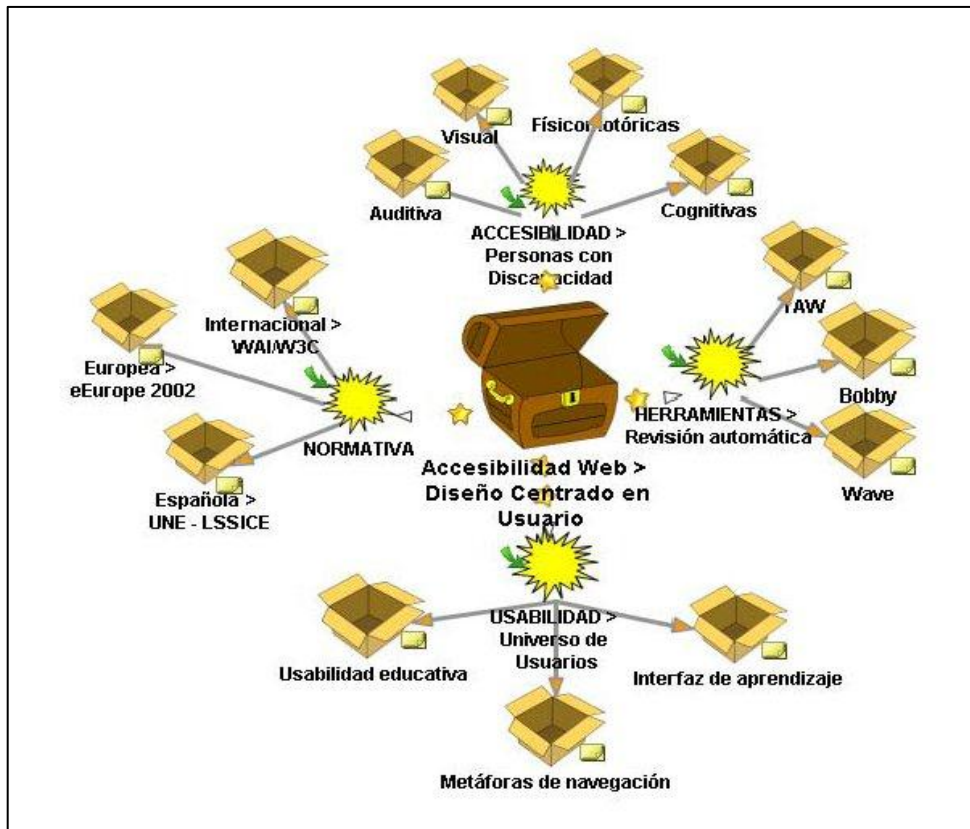 Visual
Físicomotóricas
Auditiva
Cognitivas
ACCESIBILIDAD >
Personas con
Discapacidad
Internacional >
WAI/W3C
Europea >
eEurope 2002
NORMATIVA
Española >
UNE - LSSICE
TAW
Bobby
HERRAMIENTAS >
Revisión automática
Wave
Accesibilidad Web >
Diseño Centrado en
Usuario
USABILIDAD >
Universo de
Usuarios
Usabilidad educativa
Interfaz de aprendizaje
Metáforas de navegación